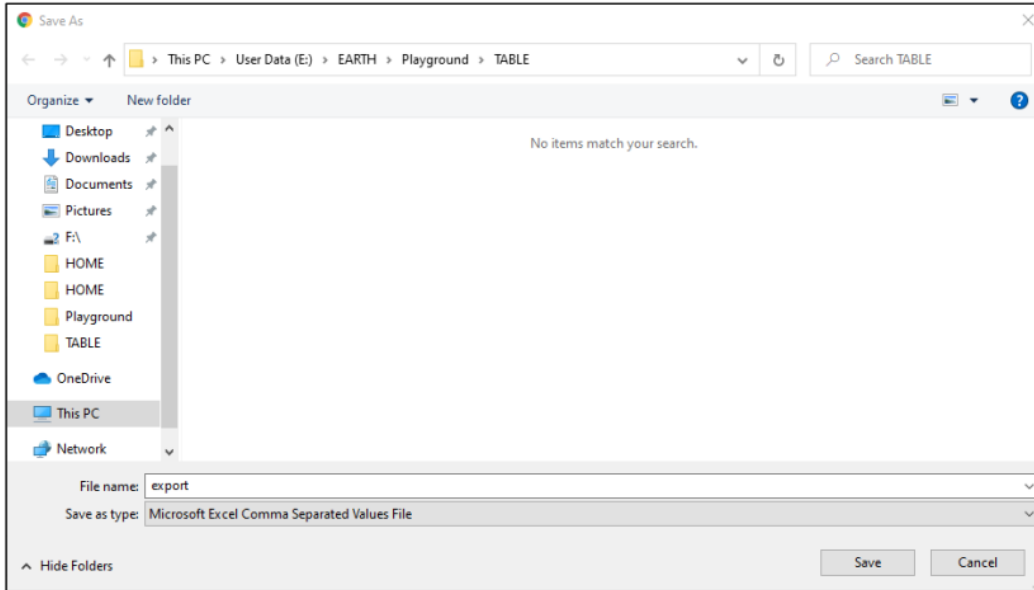 Save As
This PC > User Data (E:) > EARTH > Playground > TABLE
Search TABLE
Organize
New folder
Desktop
Downloads
Documents
Pictures
F:\
HOME
HOME
Playground
TABLE
OneDrive
This PC
Network
No items match your search.
File name: export
Save as type: Microsoft Excel Comma Separated Values File
Hide Folders
Save
Cancel